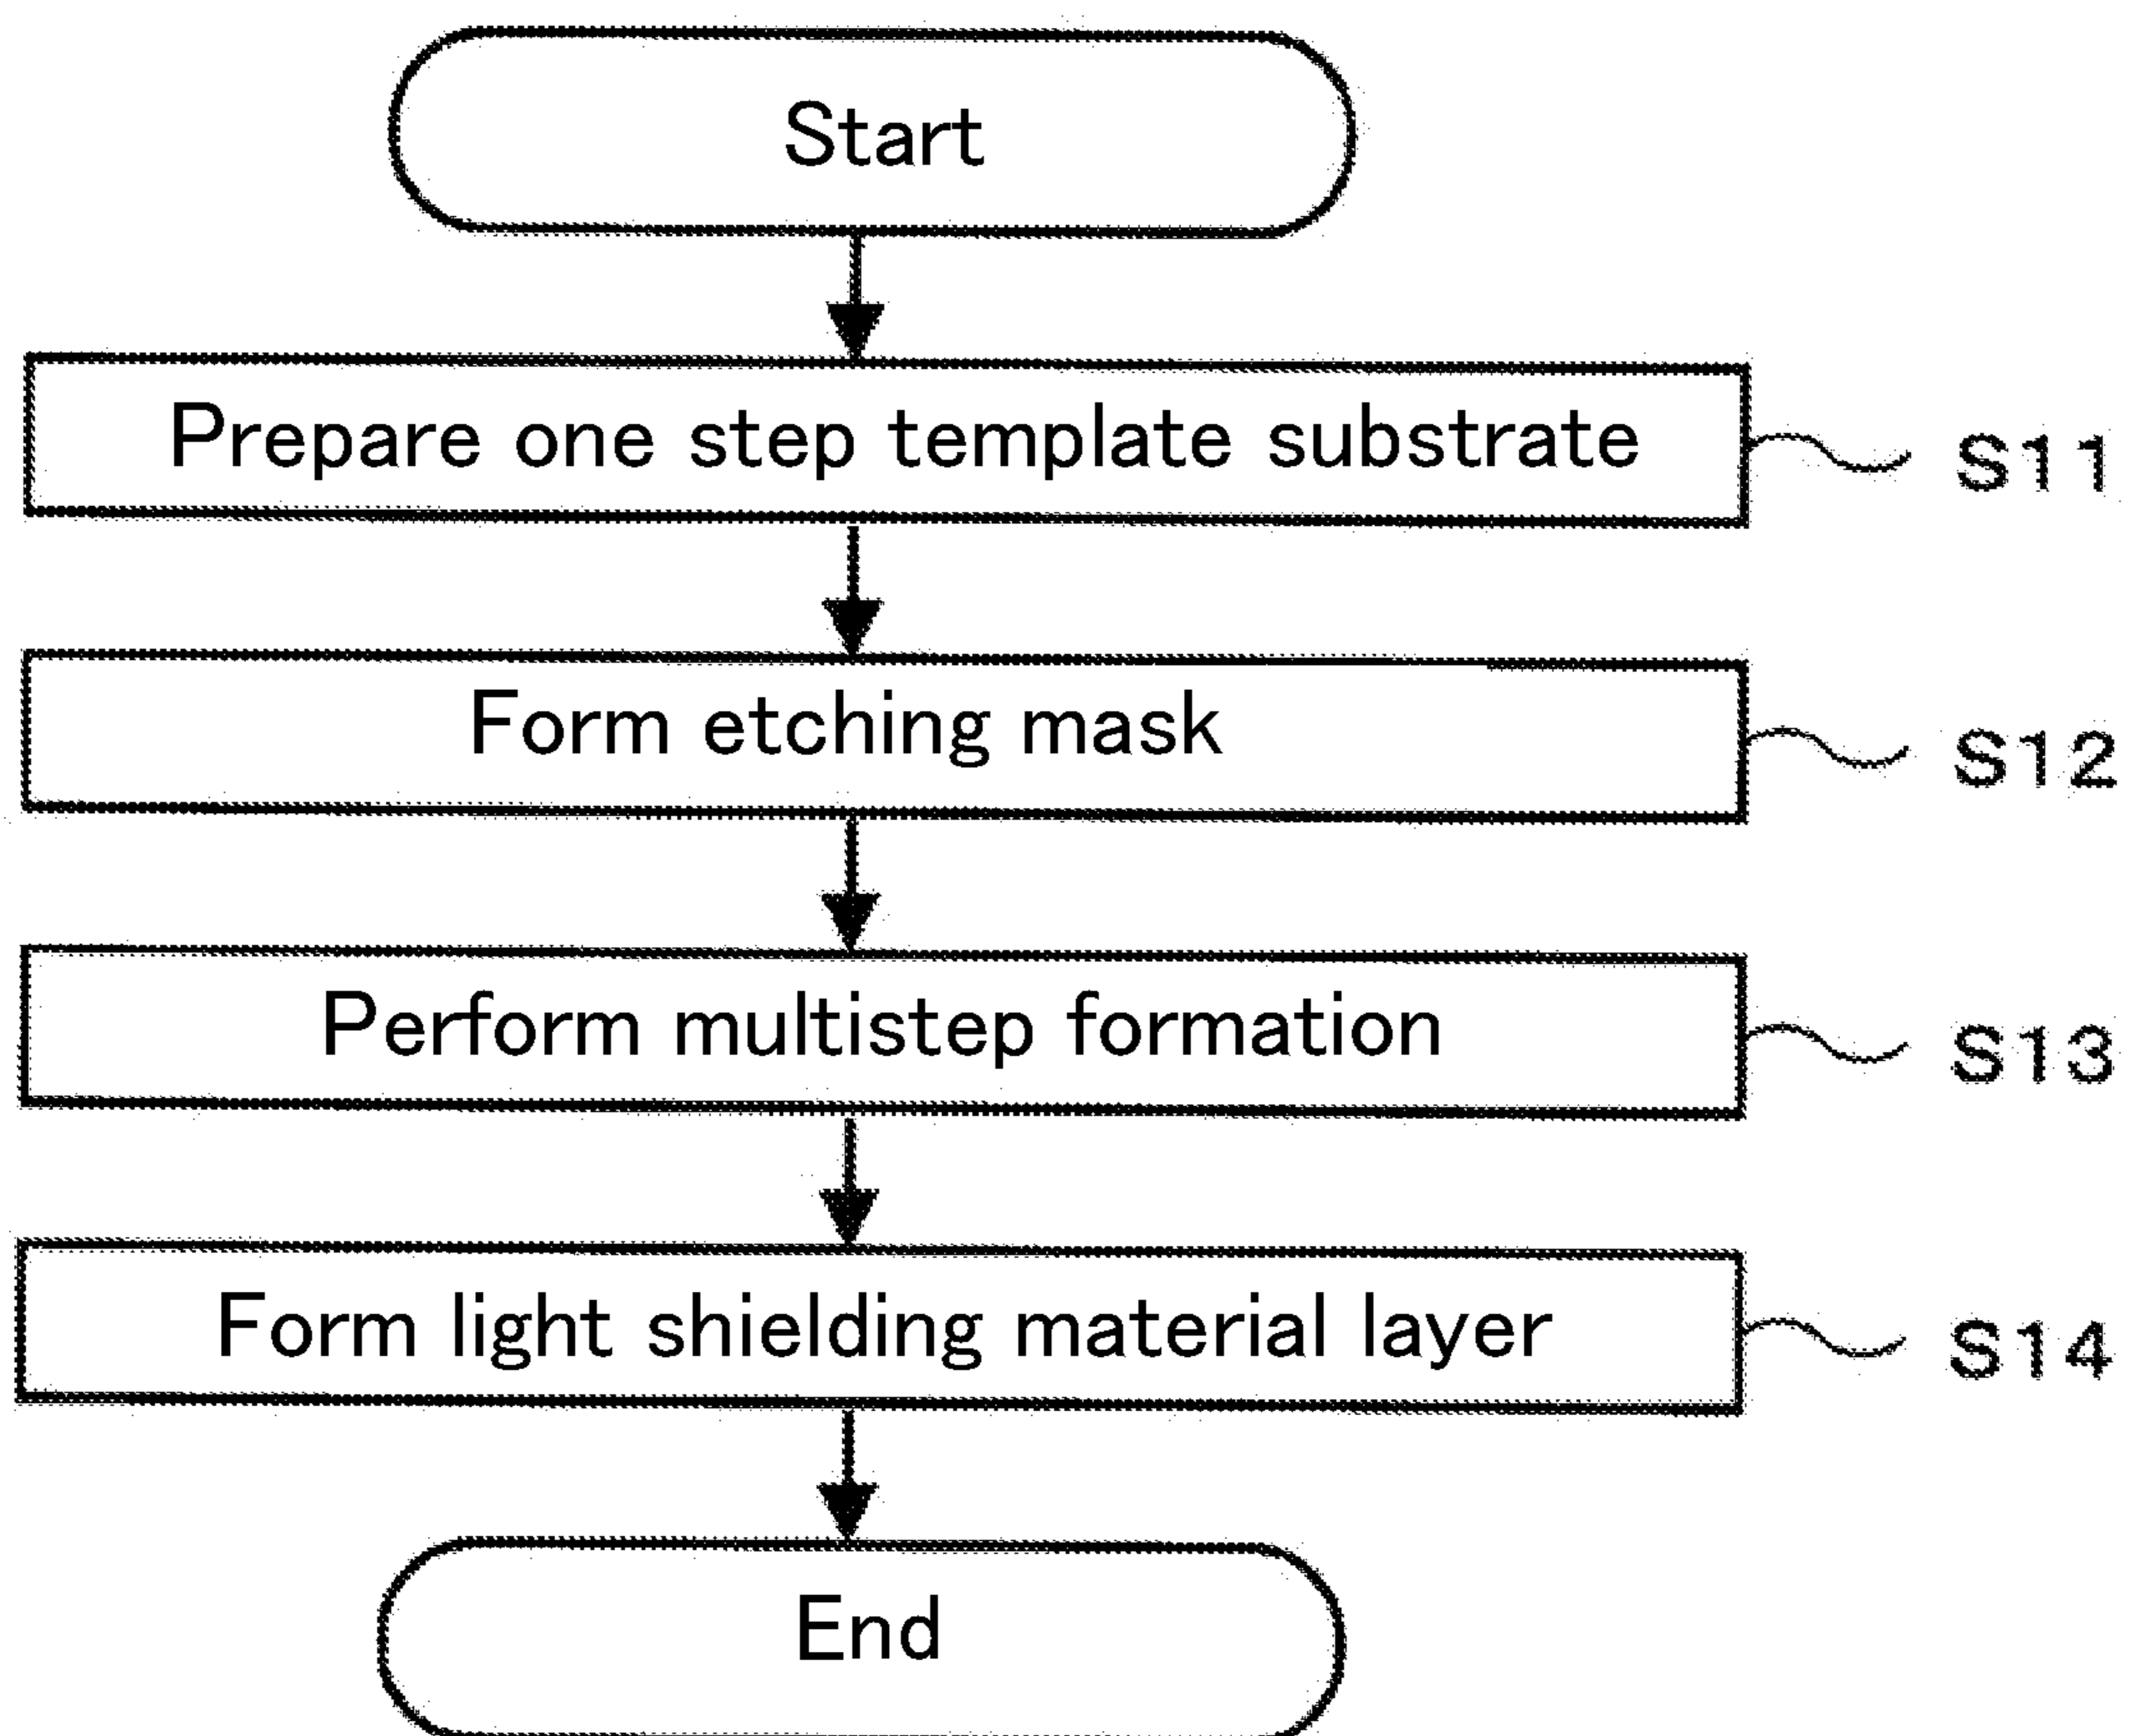 Start
Prepare one step template substrate S11
Form etching mask S12
Perform multistep formation S13
Form light shielding material layer S14
End